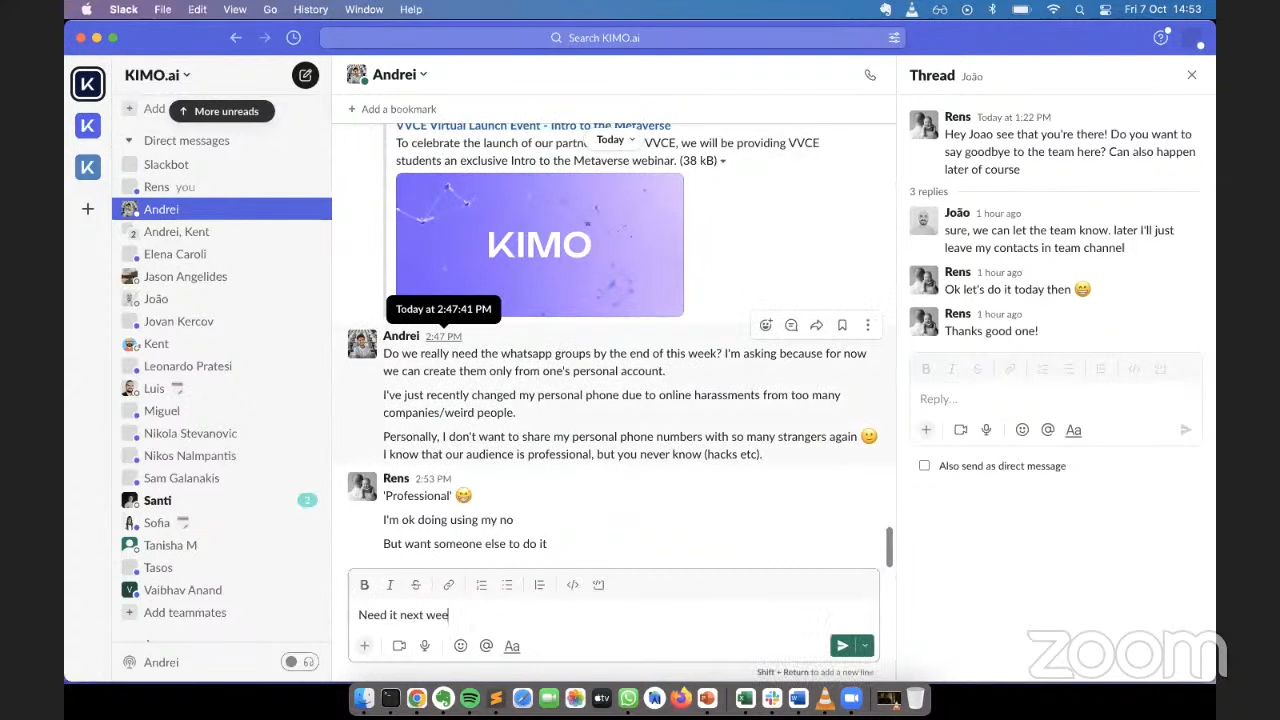 Slack File Edit View Go History Window Help
Fri 7 Oct 14:53
Search KIMO.ai
K
K
K
KIMO.ai
Add
More unreads
Direct messages
Slackbot
Rens you
Andrei
2 Andrei, Kent
Elena Caroli
Jason Angelides
João
Jovan Kercov
Kent
Leonardo Pratesi
Luis
Miguel
Nikola Stevanovic
Nikos Nalmpantis
Sam Galanakis
Santi 2
Sofia
Tanisha M
Tasos
V Vaibhav Anand
Add teammates
Andrei
Andrei
Add a bookmark
VVCE Virtual Launch Event - Intro to the Metaverse
Today
To celebrate the launch of our partn VVCE, we will be providing VVCE
students an exclusive Intro to the Metaverse webinar. (38 kB)
KIMO
Today at 2:47:41 PM
Andrei 2:47 PM
Do we really need the whatsapp groups by the end of this week? I'm asking because for now
we can create them only from one's personal account.
I've just recently changed my personal phone due to online harassments from too many
companies/weird people.
Personally, I don't want to share my personal phone numbers with so many strangers again
I know that our audience is professional, but you never know (hacks etc).
Rens 2:53 PM
'Professional'
I'm ok doing using my no
But want someone else to do it
Need it next wee
Aa
Shift + Return to add a new line
Thread João
Rens Today at 1:22 PM
Hey Joao see that you're there! Do you want to
say goodbye to the team here? Can also happen
later of course
3 replies
João 1 hour ago
sure, we can let the team know. later I'll just
leave my contacts in team channel
Rens 1 hour ago
Ok let's do it today then
Rens 1 hour ago
Thanks good one!
Reply...
Aa
Also send as direct message
zoom